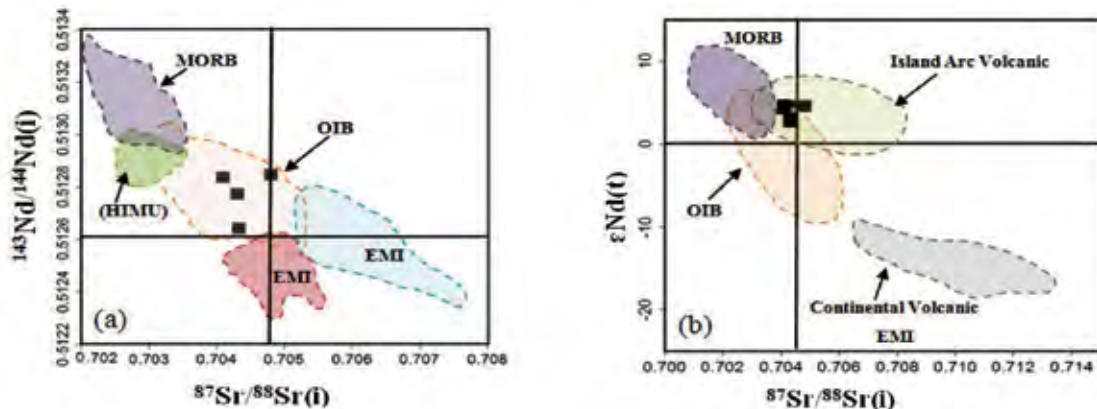 0.5134
0.5132
0.5130
0.5128
0.5126
0.5124
0.5122
143Nd/144Nd(i)
MORB
OIB
(HIMU)
EMI
EMI
(a)
0.702 0.703 0.704 0.705 0.706 0.707 0.708
87Sr/88Sr(i)
10
0
-10
-20
εNd(t)
MORB
Island Arc Volcanic
OIB
Continental Volcanic
EMI
(b)
0.700 0.702 0.704 0.706 0.708 0.710 0.712 0.714
87Sr/88Sr(i)